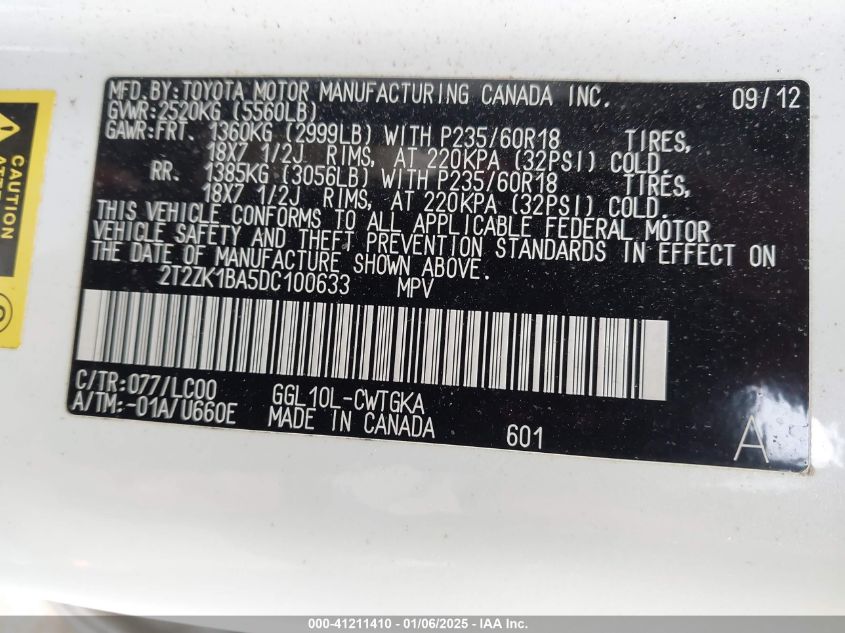 CAUTION
MFD.BY:TOYOTA MOTOR MANUFACTURING CANADA INC. 09/12
GVWR:2520KG (5560LB)
GAWR:FRT. 1360KG (2999LB) WITH P235/60R18 TIRES,
18X7 1/2J RIMS, AT 220KPA (32PSI) COLD.
RR. 1385KG (3056LB) WITH P235/60R18 TIRES,
18X7 1/2J RIMS, AT 220KPA (32PSI) COLD.
THIS VEHICLE CONFORMS TO ALL APPLICABLE FEDERAL MOTOR
VEHICLE SAFETY AND THEFT PREVENTION STANDARDS IN EFFECT ON
THE DATE OF MANUFACTURE SHOWN ABOVE.
2T2ZK1BA5DC100633 MPV
C/TR:077/LC00 GGL10L-CWTGKA
A/TM:-01A/U660E MADE IN CANADA 601 A
000-41211410 - 01/06/2025 - IAA Inc.